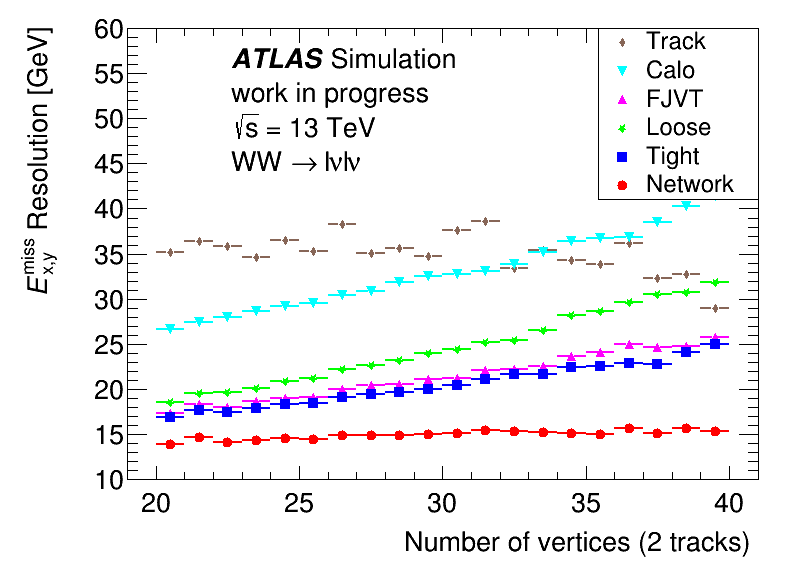 ATLAS Simulation
work in progress
√s = 13 TeV
WW → lνlν
Track
Calo
FJVT
Loose
Tight
Network
E_{x,y}^{miss} Resolution [GeV]
60
55
50
45
40
35
30
25
20
15
10
20 25 30 35 40
Number of vertices (2 tracks)